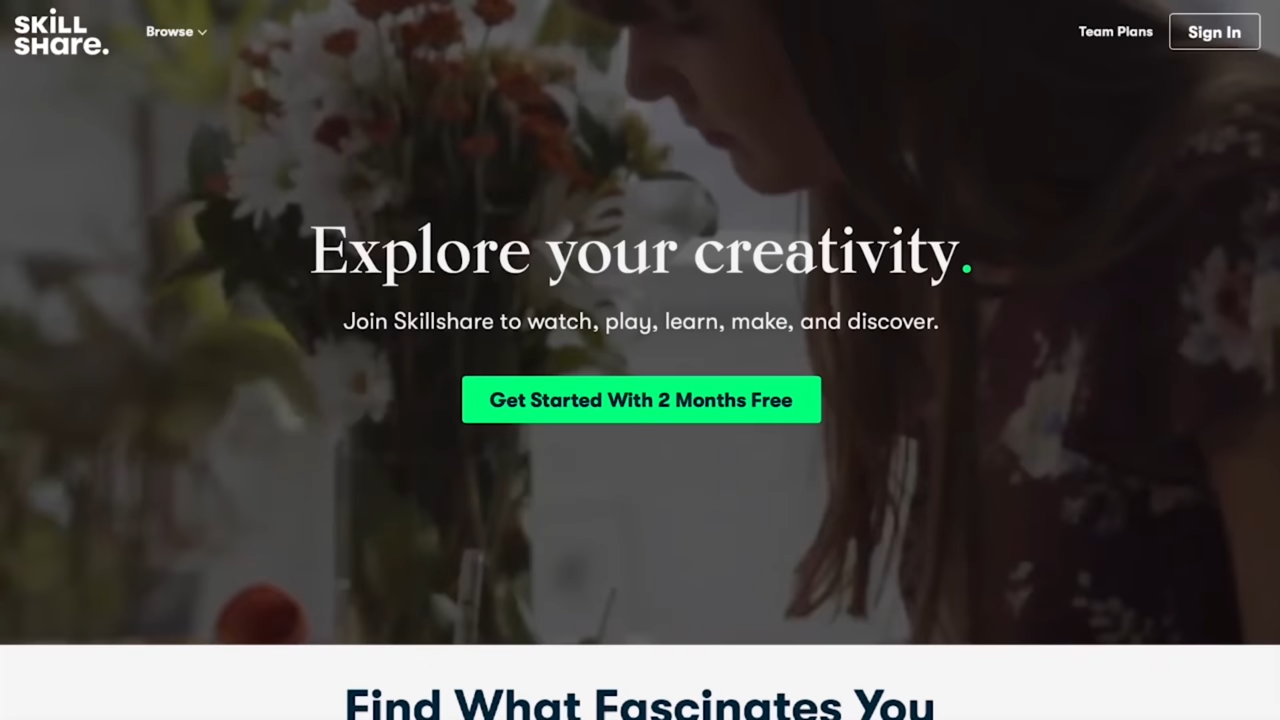 SKiLL
SHare.
Browse
Team Plans
Sign In
Explore your creativity.
Join Skillshare to watch, play, learn, make, and discover.
Get Started With 2 Months Free
Find What Fascinates You